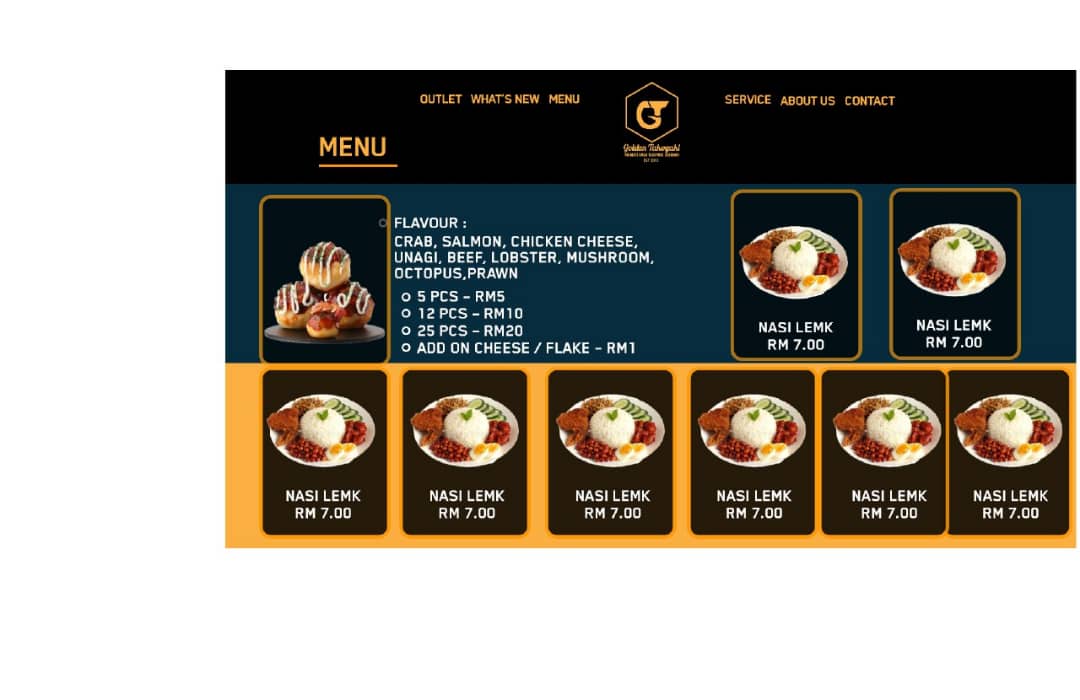 OUTLET WHAT'S NEW MENU
SERVICE ABOUT US CONTACT
GT
Golden Takoyaki
MENU
FLAVOUR :
CRAB, SALMON, CHICKEN CHEESE,
UNAGI, BEEF, LOBSTER, MUSHROOM,
OCTOPUS,PRAWN
5 PCS – RM5
12 PCS – RM10
25 PCS – RM20
ADD ON CHEESE / FLAKE – RM1
NASI LEMK
RM 7.00
NASI LEMK
RM 7.00
NASI LEMK
RM 7.00
NASI LEMK
RM 7.00
NASI LEMK
RM 7.00
NASI LEMK
RM 7.00
NASI LEMK
RM 7.00
NASI LEMK
RM 7.00